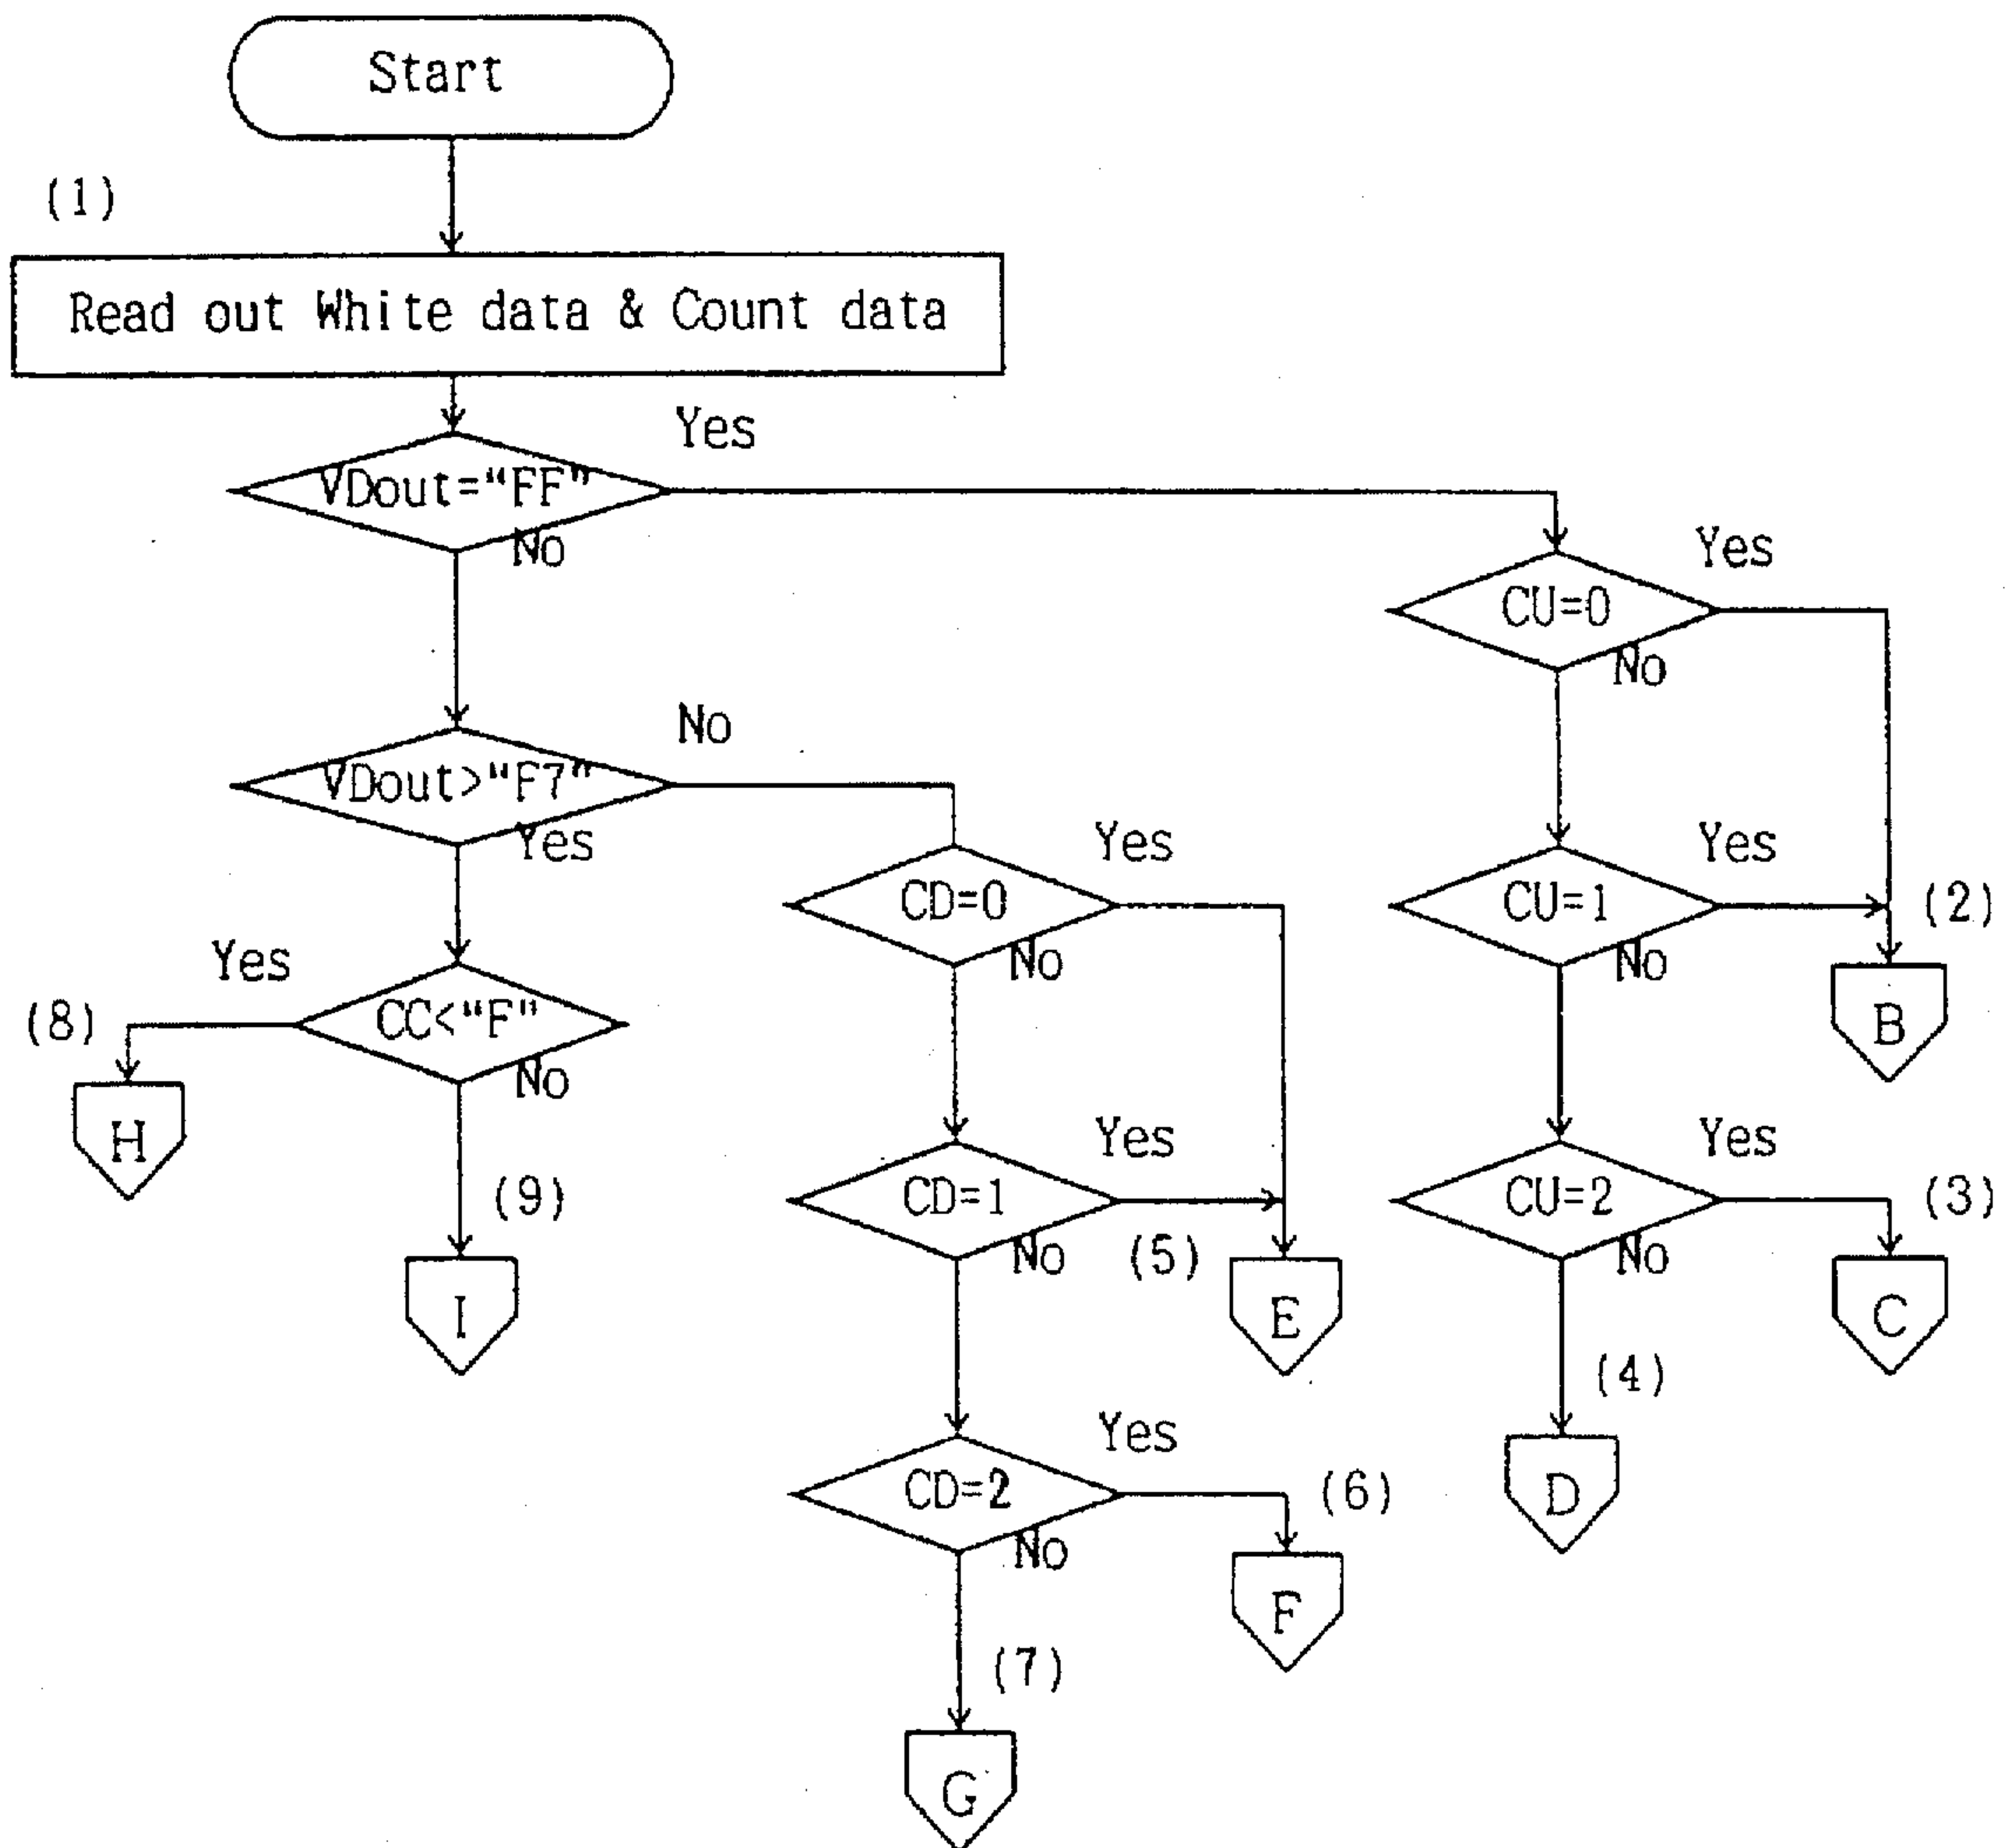 Start
(1)
Read out White data & Count data
Yes
VDout="FF"
No
Yes
CU=0
No
No
VDout>"F7"
Yes
Yes
CD=0
No
Yes
CU=1
No
(2)
B
Yes
(8)
CC<"F"
No
H
(9)
I
Yes
CD=1
No
(5)
E
Yes
CU=2
No
(3)
C
(4)
D
Yes
CD=2
No
(6)
F
(7)
G